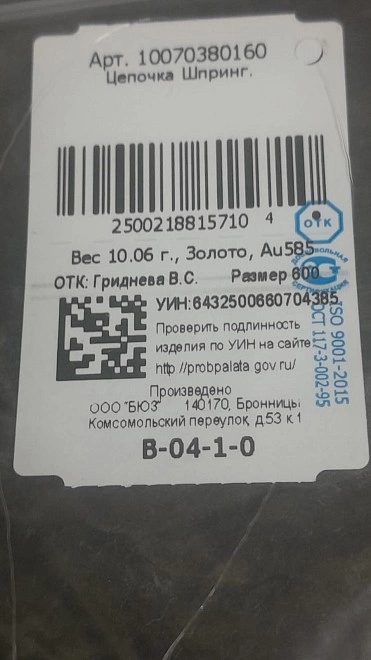 Арт. 10070380160
Цепочка Шпринг.
2500218815710 4
ОТК
Вес 10.06 г., Золото, Au585
ОТК: Гриднева В.С. Размер 600
УИН:6432500660704385
Проверить подлинность
изделия по УИН на сайте
http://probpalata gov ru/
Произведено
ООО "БЮЗ" 140170, Бронницы
Комсомольский переулок, д.53 к 1
В-04-1-0
ДОБРОВОЛЬНАЯ
СЕРТИФИКАЦИЯ
ISO 9001-2015
ОСТ 117-3-002-95